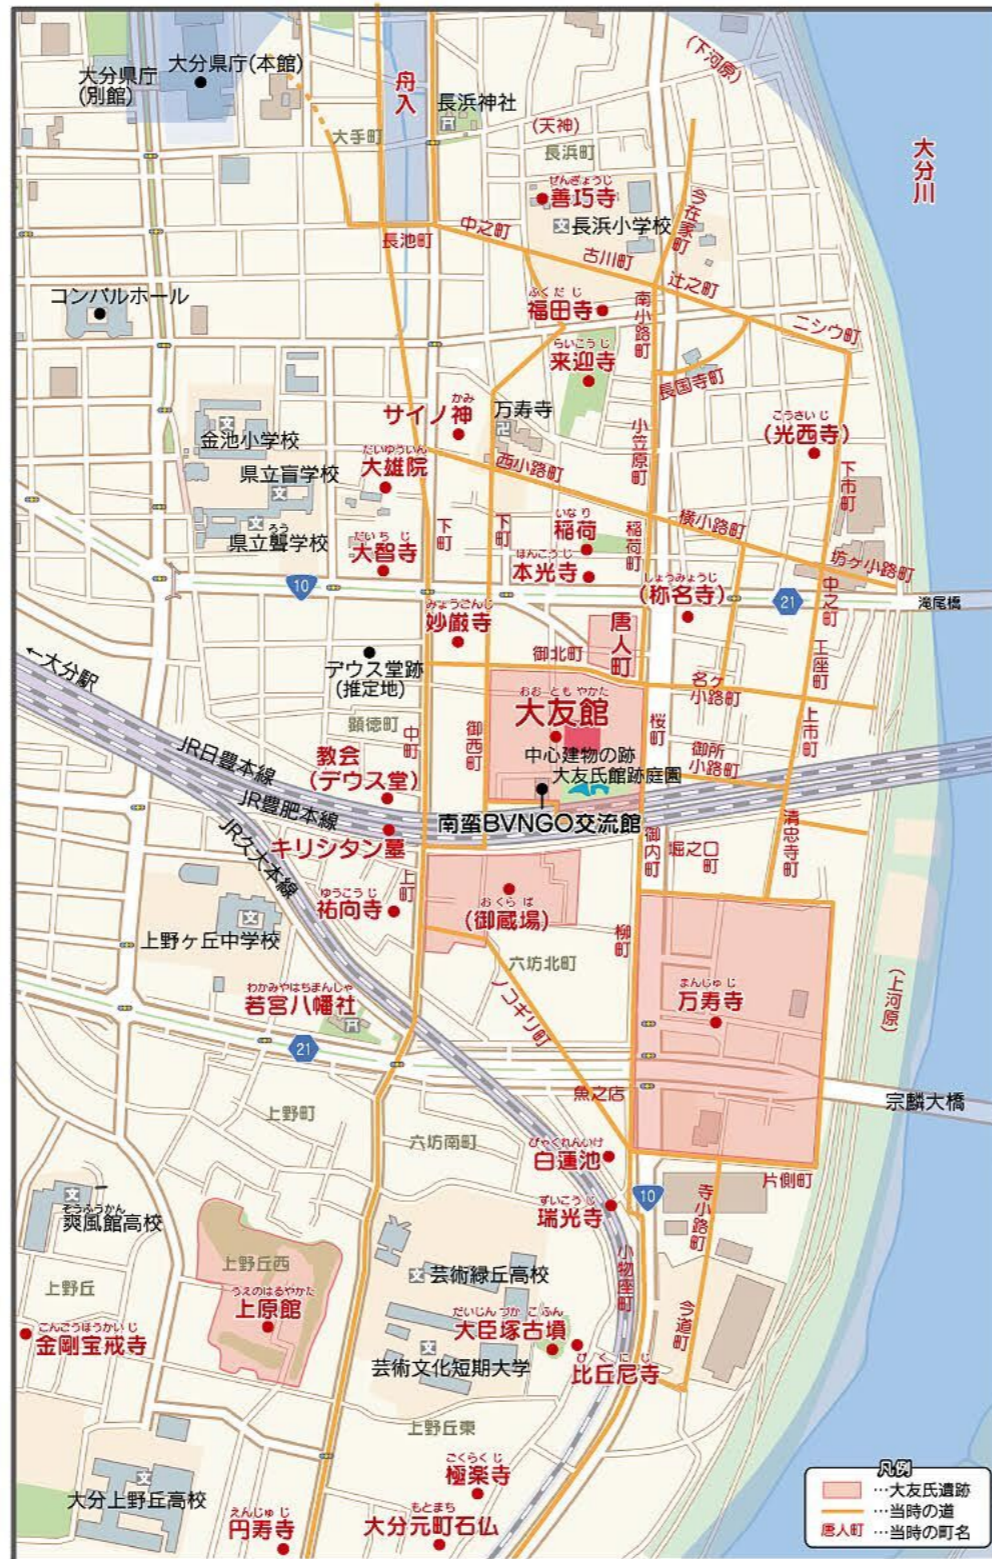 大分県庁(本館)
大分県庁
(別館)
舟入
長浜神社
(下河原)
大手町
(天神)
長浜町
大分川
ぜんぎょうじ
善巧寺
長浜小学校
今在家町
長池町
中之町
古川町
辻之町
コンパルホール
ふくだじ
福田寺
南小路町
ニシウ町
らいこうじ
来迎寺
長国寺町
かみ
サイノ神
万寿寺
小笠原町
こうさいじ
(光西寺)
金池小学校
だいゆういん
大雄院
西小路町
下市町
県立盲学校
ろう
県立聾学校
下町
下町
いなり
稲荷
稲荷町
横小路町
だいちじ
大智寺
ほんこうじ
本光寺
坊ヶ小路町
10
しょうみょうじ
(称名寺)
21
中之町
滝尾橋
みょうごんじ
妙厳寺
唐人町
デウス堂跡
(推定地)
御北町
工座町
←大分駅
おおともやかた
大友館
名ヶ
小路町
顕徳町
中町
御西町
桜町
上市町
中心建物の跡
大友氏館跡庭園
御所
小路町
JR日豊本線
教会
(デウス堂)
JR豊肥本線
南蛮BVNGO交流館
JR久大本線
キリシタン墓
御内町
堀之口
町
清忠寺町
上町
ゆうこうじ
祐向寺
おくらば
(御蔵場)
上野ヶ丘中学校
柳町
六坊北町
(上河原)
わかみやはちまんしゃ
若宮八幡社
ノコギリ町
まんじゅじ
万寿寺
21
上野町
魚之店
宗麟大橋
六坊南町
びゃくれんいけ
白蓮池
片側町
10
そうふうかん
爽風館高校
ずいこうじ
瑞光寺
寺小路町
上野丘
上野丘西
小物座町
うえのはるやかた
上原館
芸術緑丘高校
こんごうほうかいじ
金剛宝戒寺
だいじんづかこふん
大臣塚古墳
今道町
芸術文化短期大学
びくにじ
比丘尼寺
上野丘東
ごくらくじ
極楽寺
大分上野丘高校
えんじゅじ
円寿寺
もとまち
大分元町石仏
凡例
…大友氏遺跡
…当時の道
唐人町 …当時の町名